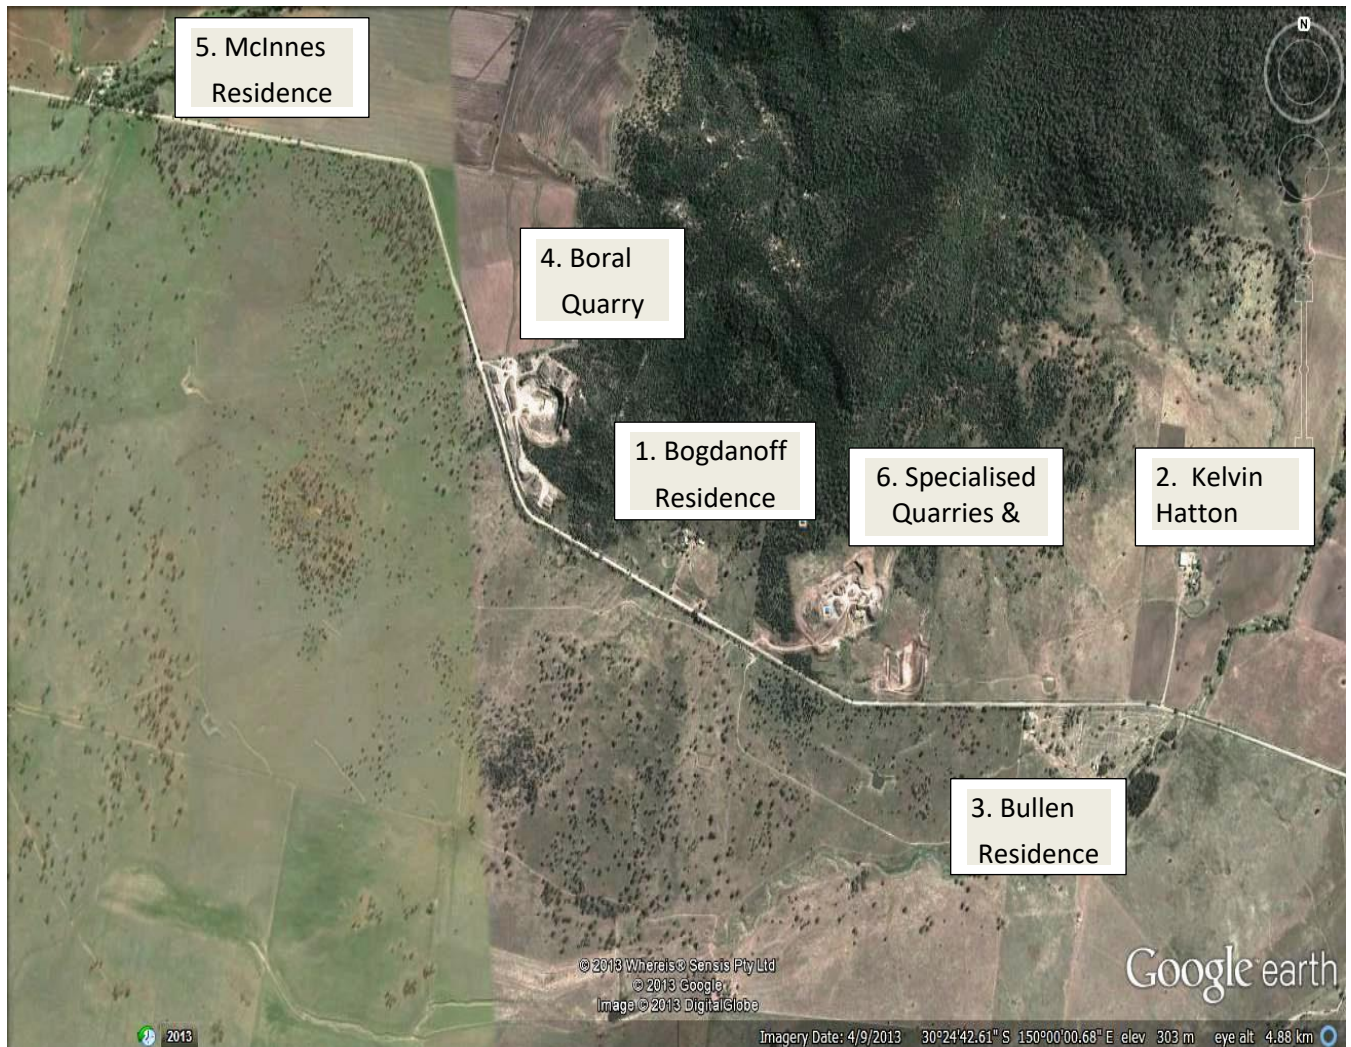 N
5. McInnes
Residence
4. Boral
Quarry
1. Bogdanoff
Residence
6. Specialised
Quarries &
2. Kelvin
Hatton
3. Bullen
Residence
© 2013 Whereis® Sensis Pty Ltd
© 2013 Google
Image © 2013 DigitalGlobe
Google earth
2013
Imagery Date: 4/9/2013 30°24'42.61" S 150°00'00.68" E elev 303 m eye alt 4.88 km